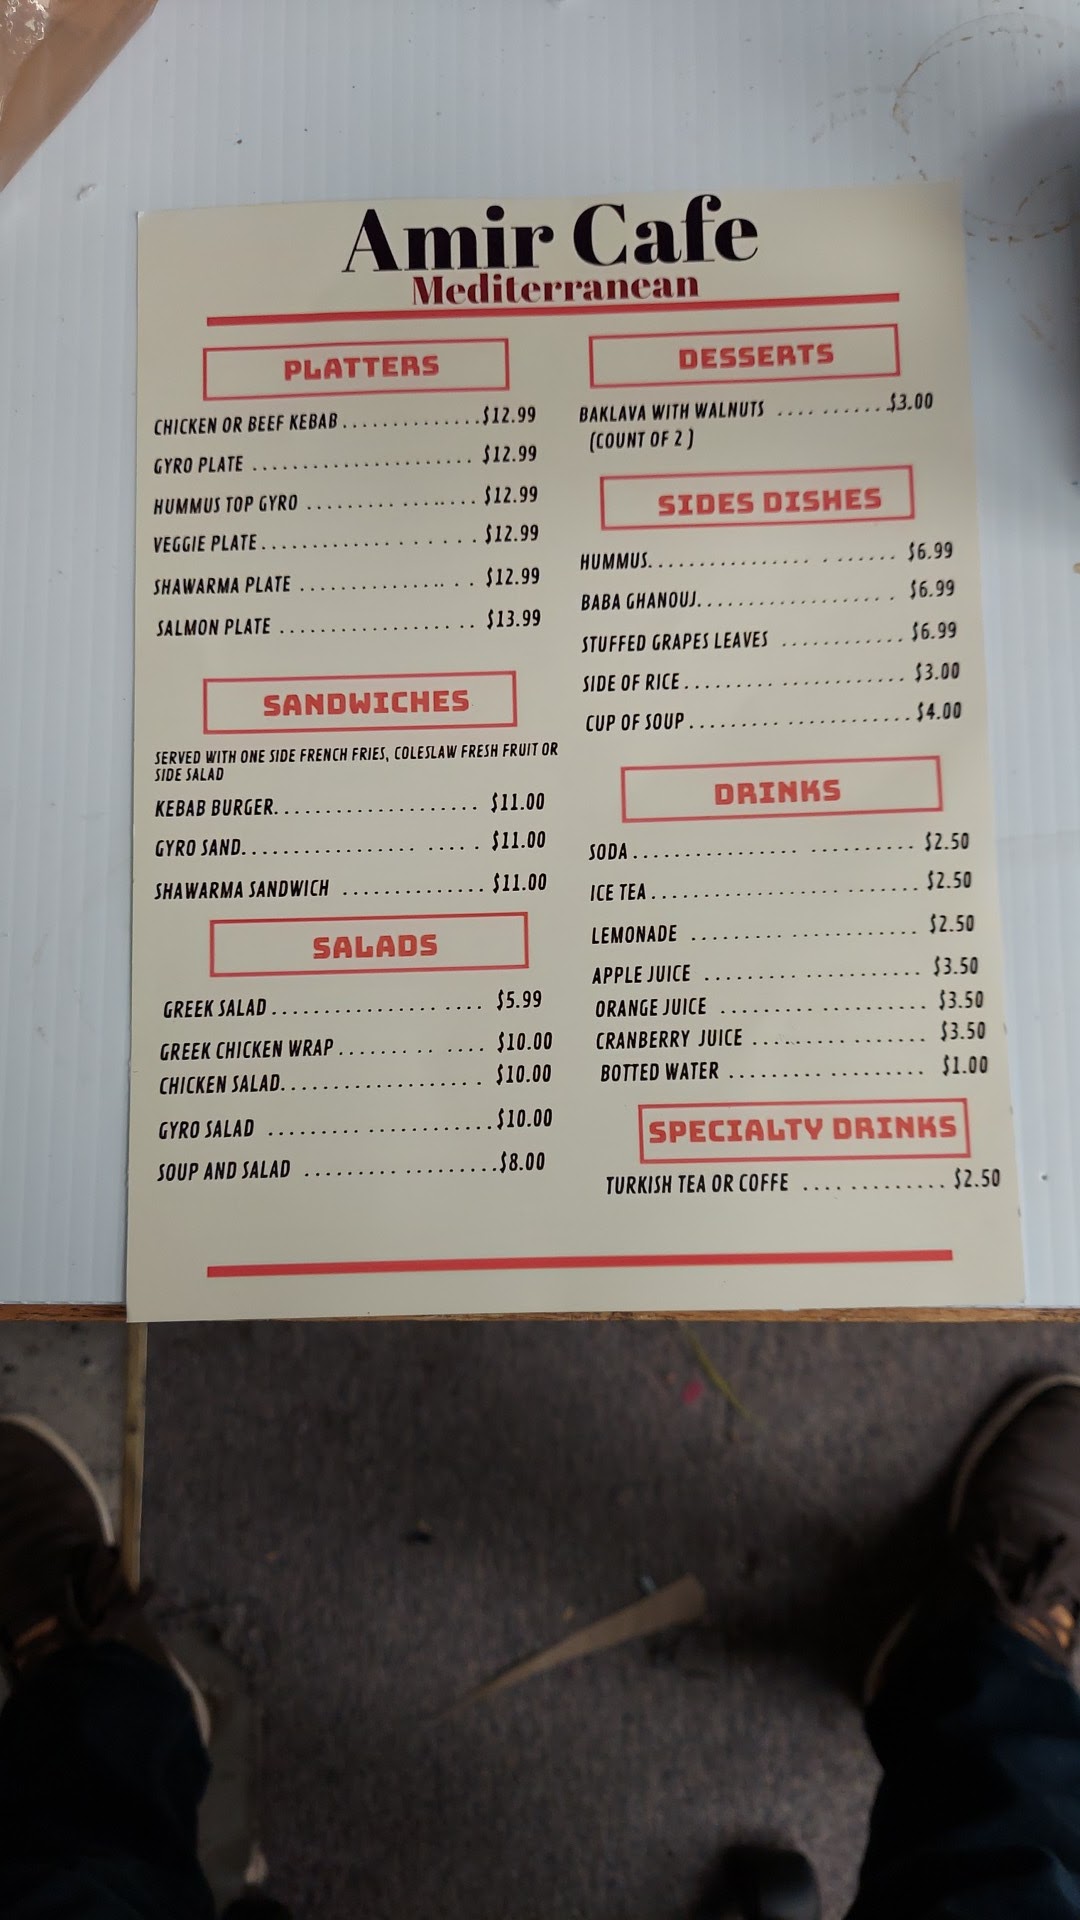 Amir Cafe
Mediterranean
PLATTERS
CHICKEN OR BEEF KEBAB..............$12.99
GYRO PLATE ...................... $12.99
HUMMUS TOP GYRO ................. $12.99
VEGGIE PLATE..................... $12.99
SHAWARMA PLATE .................. $12.99
SALMON PLATE .................... $13.99
SANDWICHES
SERVED WITH ONE SIDE FRENCH FRIES, COLESLAW FRESH FRUIT OR
SIDE SALAD
KEBAB BURGER.................... $11.00
GYRO SAND....................... $11.00
SHAWARMA SANDWICH .............. $11.00
SALADS
GREEK SALAD..................... $5.99
GREEK CHICKEN WRAP............. $10.00
CHICKEN SALAD.................... $10.00
GYRO SALAD ......................$10.00
SOUP AND SALAD ...................$8.00
DESSERTS
BAKLAVA WITH WALNUTS .............$3.00
(COUNT OF 2 )
SIDES DISHES
HUMMUS........................ $6.99
BABA GHANOUJ.................... $6.99
STUFFED GRAPES LEAVES ............ $6.99
SIDE OF RICE...................... $3.00
CUP OF SOUP...................... $4.00
DRINKS
SODA........................... $2.50
ICE TEA.......................... $2.50
LEMONADE ...................... $2.50
APPLE JUICE ..................... $3.50
ORANGE JUICE .................... $3.50
CRANBERRY JUICE ................. $3.50
BOTTED WATER ................... $1.00
SPECIALTY DRINKS
TURKISH TEA OR COFFE .............. $2.50